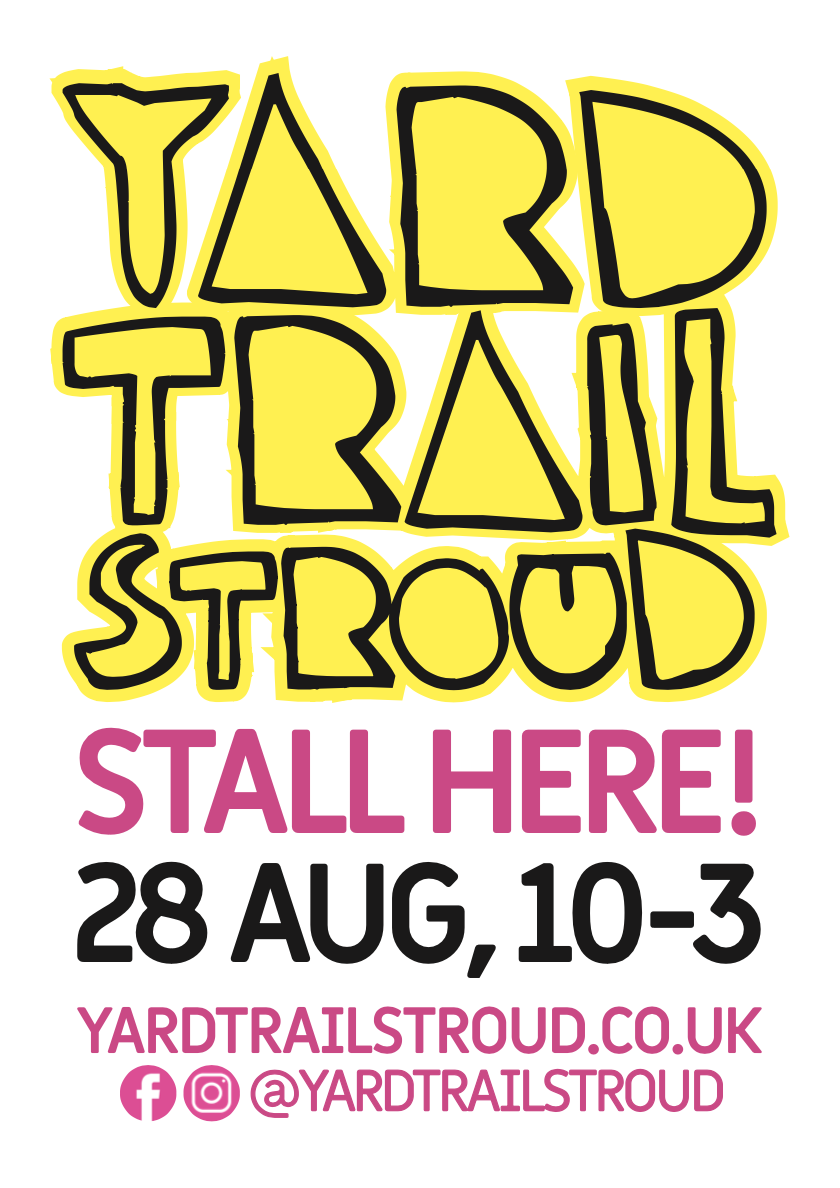 YARD
TRAIL
STROUD
STALL HERE!
28 AUG, 10-3
YARDTRAILSTROUD.CO.UK
@YARDTRAILSTROUD